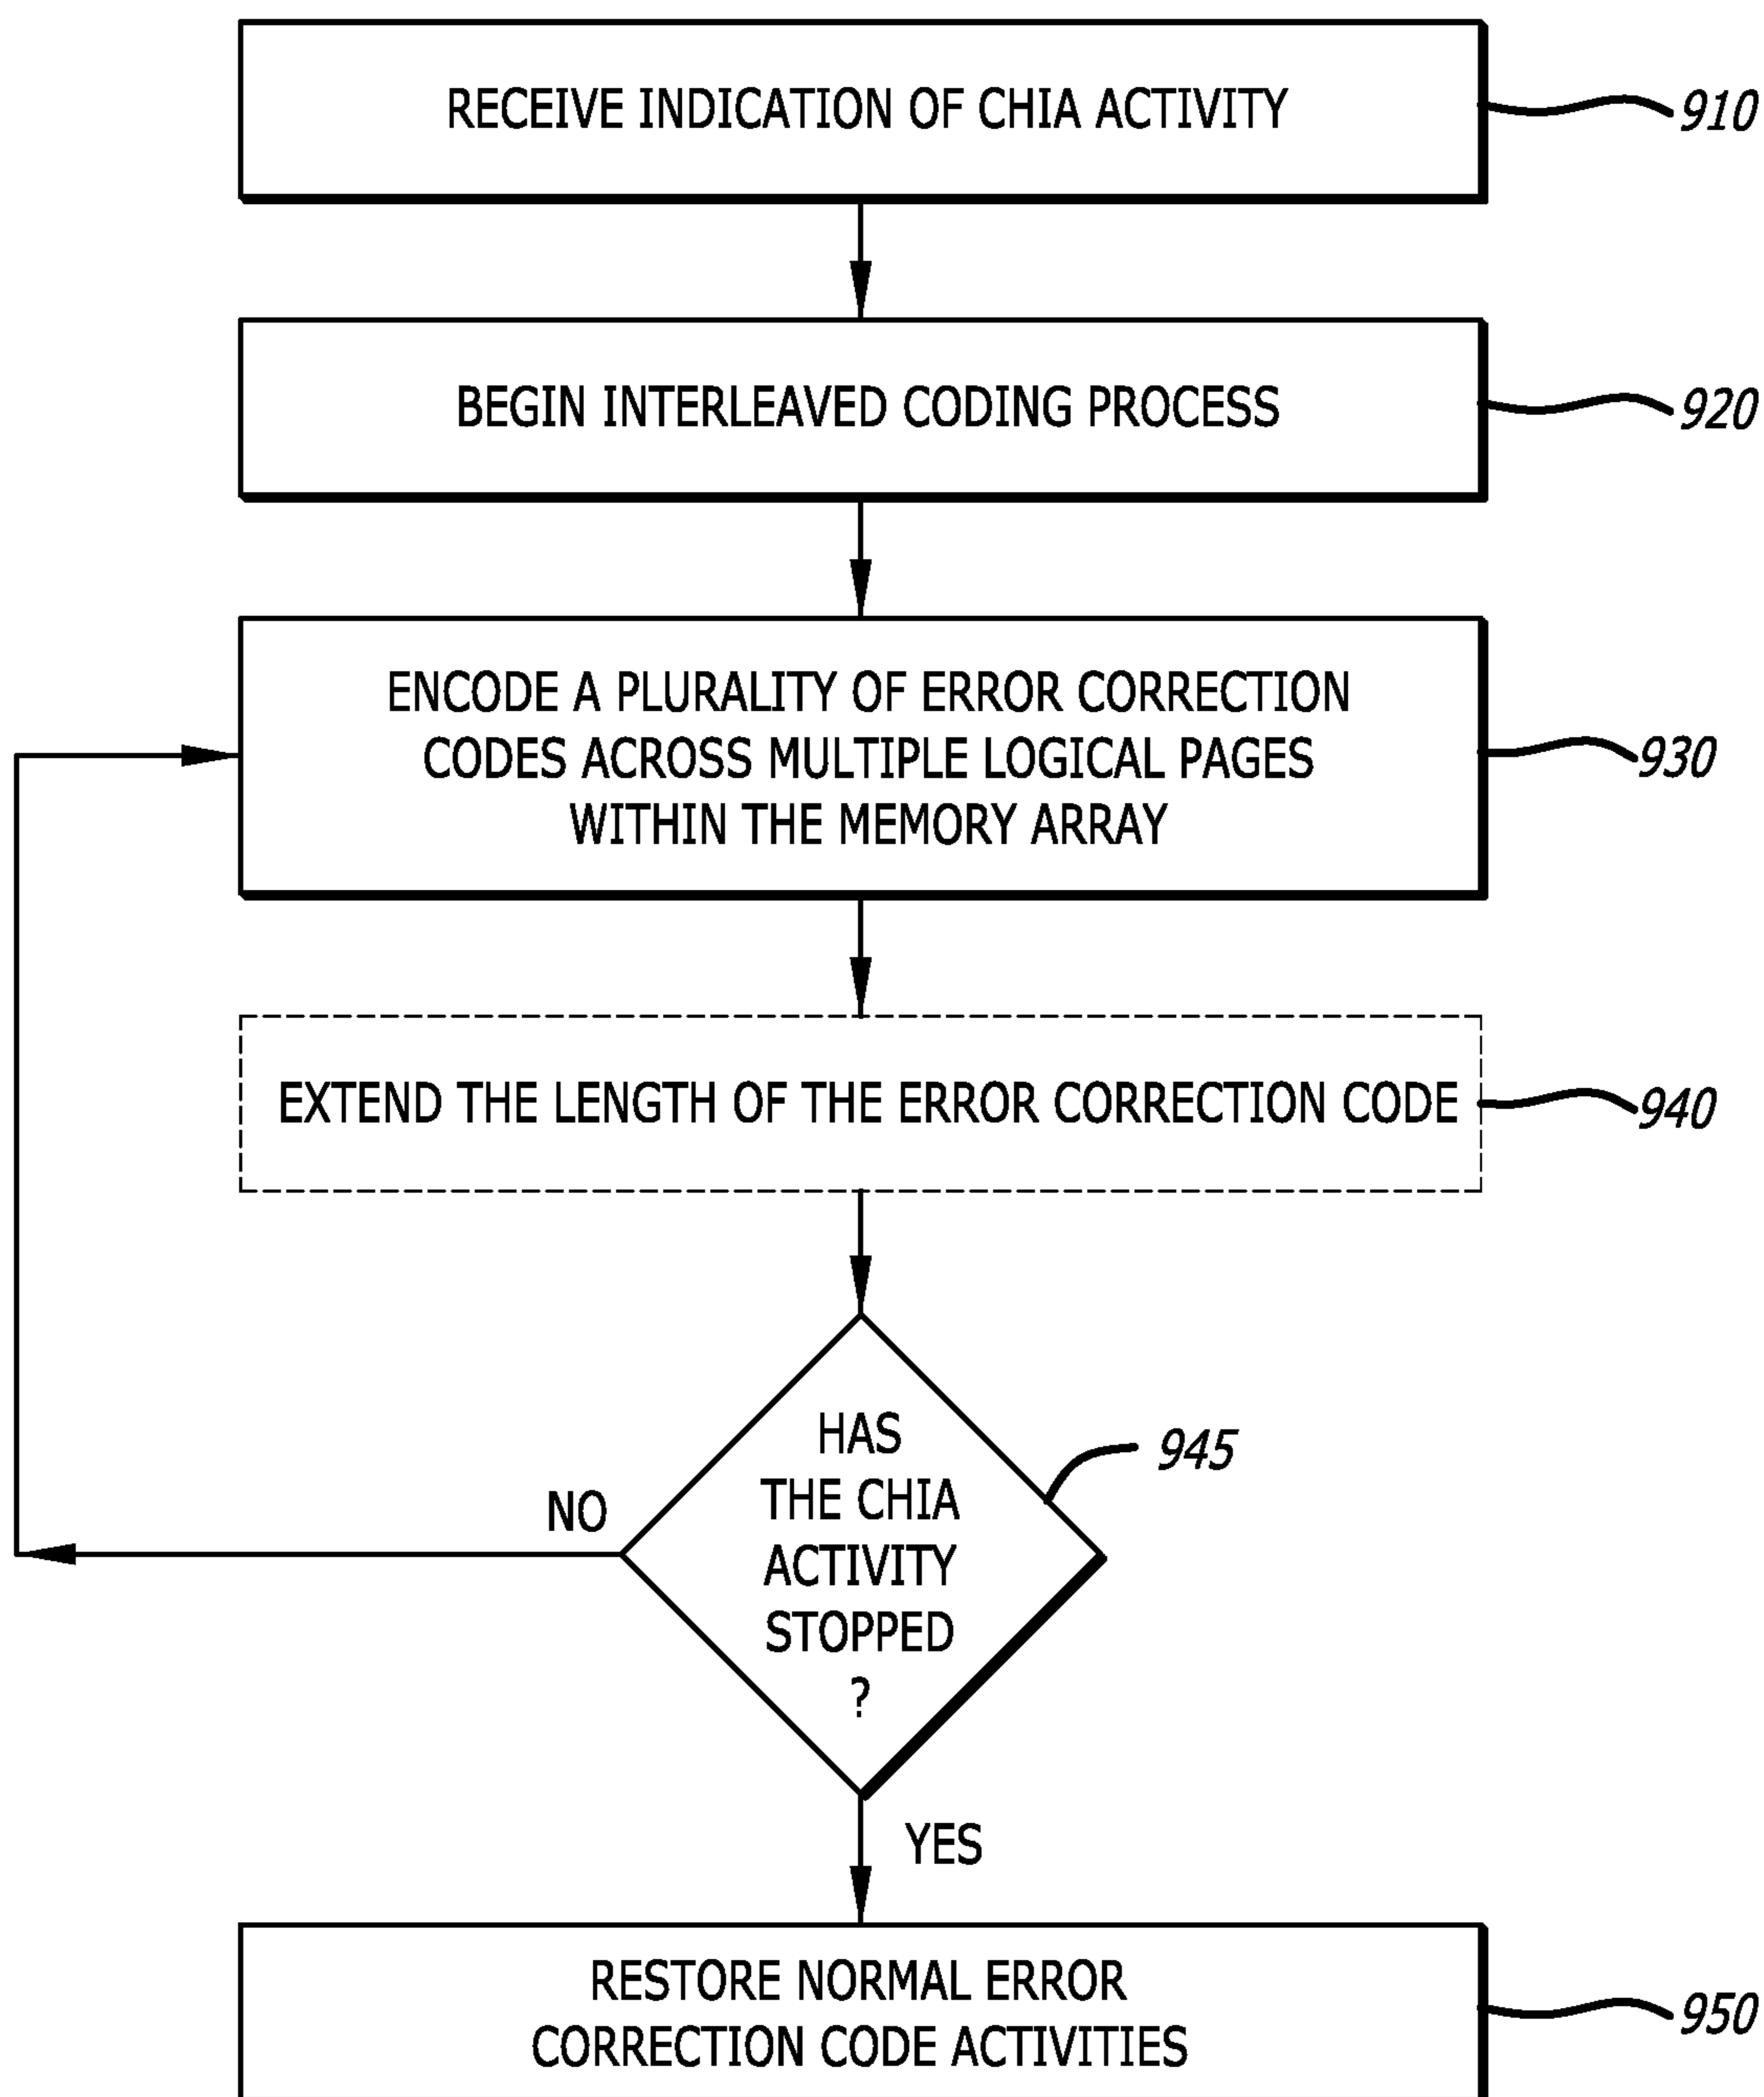 RECEIVE INDICATION OF CHIA ACTIVITY
910
BEGIN INTERLEAVED CODING PROCESS
920
ENCODE A PLURALITY OF ERROR CORRECTION
CODES ACROSS MULTIPLE LOGICAL PAGES
WITHIN THE MEMORY ARRAY
930
EXTEND THE LENGTH OF THE ERROR CORRECTION CODE
940
HAS
THE CHIA
ACTIVITY
STOPPED
?
945
NO
YES
RESTORE NORMAL ERROR
CORRECTION CODE ACTIVITIES
950